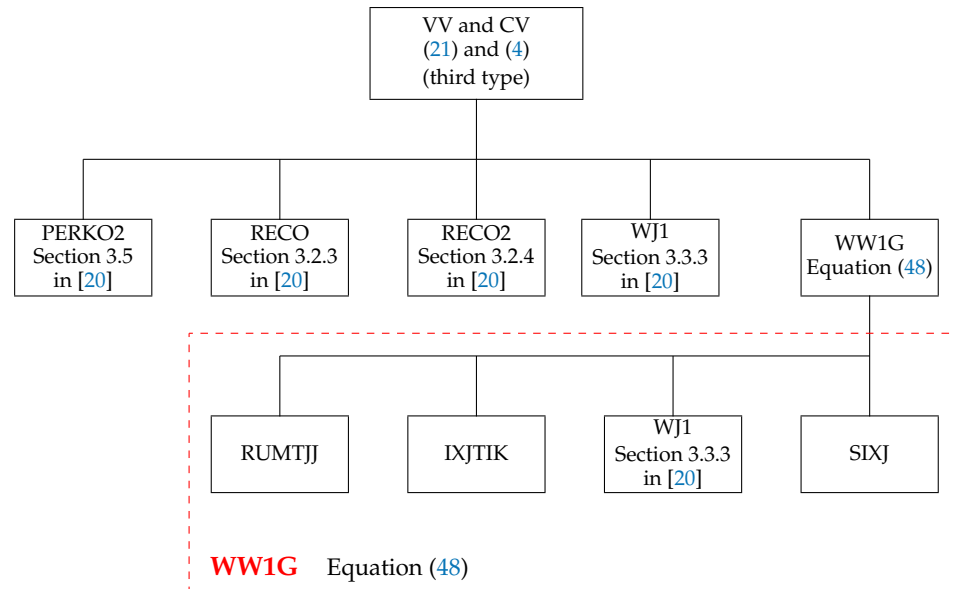 VV and CV
(21) and (4)
(third type)
PERKO2
Section 3.5
in [20]
RECO
Section 3.2.3
in [20]
RECO2
Section 3.2.4
in [20]
WJ1
Section 3.3.3
in [20]
WW1G
Equation (48)
RUMTJJ
IXJTIK
WJ1
Section 3.3.3
in [20]
SIXJ
WW1G Equation (48)